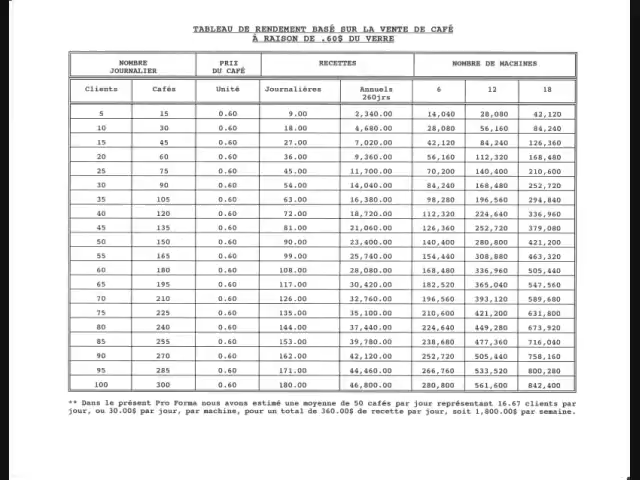 TABLEAU DE RENDEMENT BASÉ SUR LA VENTE DE CAFÉ
À RAISON DE .60$ DU VERRE
NOMBRE JOURNALIER PRIX DU CAFÉ RECETTES NOMBRE DE MACHINES
Clients Cafés Unité Journalières Annuels 260jrs 6 12 18
5 15 0.60 9.00 2,340.00 14,040 28,080 42,120
10 30 0.60 18.00 4,680.00 28,080 56,160 84,240
15 45 0.60 27.00 7,020.00 42,120 84,240 126,360
20 60 0.60 36.00 9,360.00 56,160 112,320 168,480
25 75 0.60 45.00 11,700.00 70,200 140,400 210,600
30 90 0.60 54.00 14,040.00 84,240 168,480 252,720
35 105 0.60 63.00 16,380.00 98,280 196,560 294,840
40 120 0.60 72.00 18,720.00 112,320 224,640 336,960
45 135 0.60 81.00 21,060.00 126,360 252,720 379,080
50 150 0.60 90.00 23,400.00 140,400 280,800 421,200
55 165 0.60 99.00 25,740.00 154,440 308,880 463,320
60 180 0.60 108.00 28,080.00 168,480 336,960 505,440
65 195 0.60 117.00 30,420.00 182,520 365,040 547,560
70 210 0.60 126.00 32,760.00 196,560 393,120 589,680
75 225 0.60 135.00 35,100.00 210,600 421,200 631,800
80 240 0.60 144.00 37,440.00 224,640 449,280 673,920
85 255 0.60 153.00 39,780.00 238,680 477,360 716,040
90 270 0.60 162.00 42,120.00 252,720 505,440 758,160
95 285 0.60 171.00 44,460.00 266,760 533,520 800,280
100 300 0.60 180.00 46,800.00 280,800 561,600 842,400
** Dans le présent Pro Forma nous avons estimé une moyenne de 50 cafés par jour représentant 16.67 clients par
jour, ou 30.00$ par jour, par machine, pour un total de 360.00$ de recette par jour, soit 1,800.00$ par semaine.